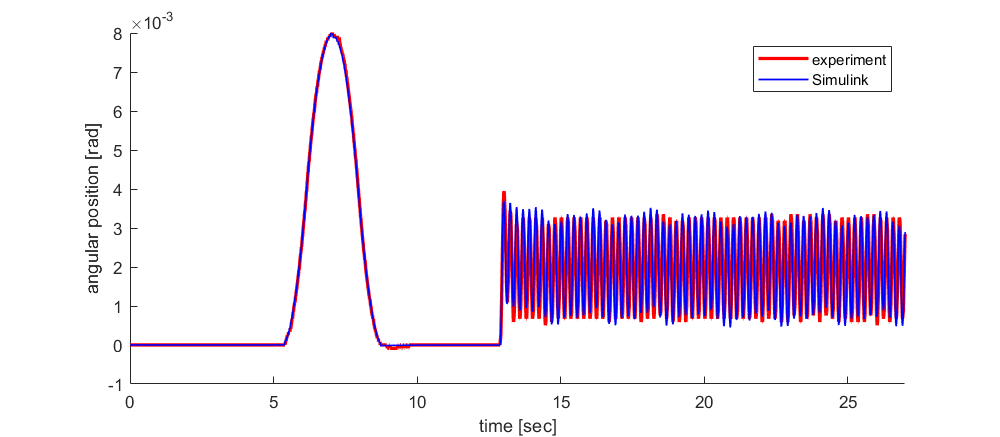 ×10-3
8
7
6
5
4
3
2
1
0
-1
angular position [rad]
experiment
Simulink
0 5 10 15 20 25
time [sec]